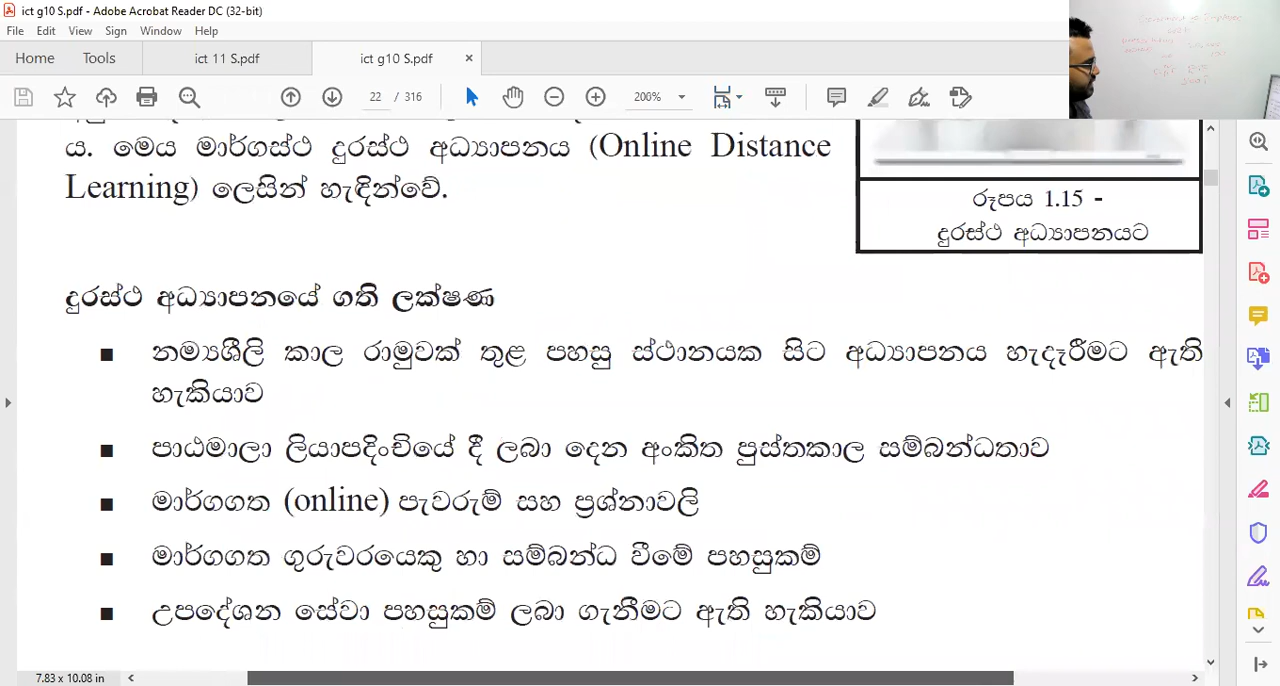 ict g10 S.pdf - Adobe Acrobat Reader DC (32-bit)
File Edit View Sign Window Help
Home Tools ict 11 S.pdf ict g10 S.pdf ×
22 / 316 206%
ය. මෙය මාර්ගස්ථ දුරස්ථ අධ්‍යාපනය (Online Distance
Learning) ලෙසින් හැඳින්වේ.
රූපය 1.15 -
දුරස්ථ අධ්‍යාපනයට
දුරස්ථ අධ්‍යාපනයේ ගති ලක්ෂණ
■ නම්‍යශීලි කාල රාමුවක් තුළ පහසු ස්ථානයක සිට අධ්‍යාපනය හැදෑරීමට ඇති
හැකියාව
■ පාඨමාලා ලියාපදිංචියේ දී ලබා දෙන අංකිත පුස්තකාල සම්බන්ධතාව
■ මාර්ගගත (online) පැවරුම් සහ ප්‍රශ්නාවලි
■ මාර්ගගත ගුරුවරයෙකු හා සම්බන්ධ වීමේ පහසුකම්
■ උපදේශන සේවා පහසුකම් ලබා ගැනීමට ඇති හැකියාව
7.83 x 10.08 in